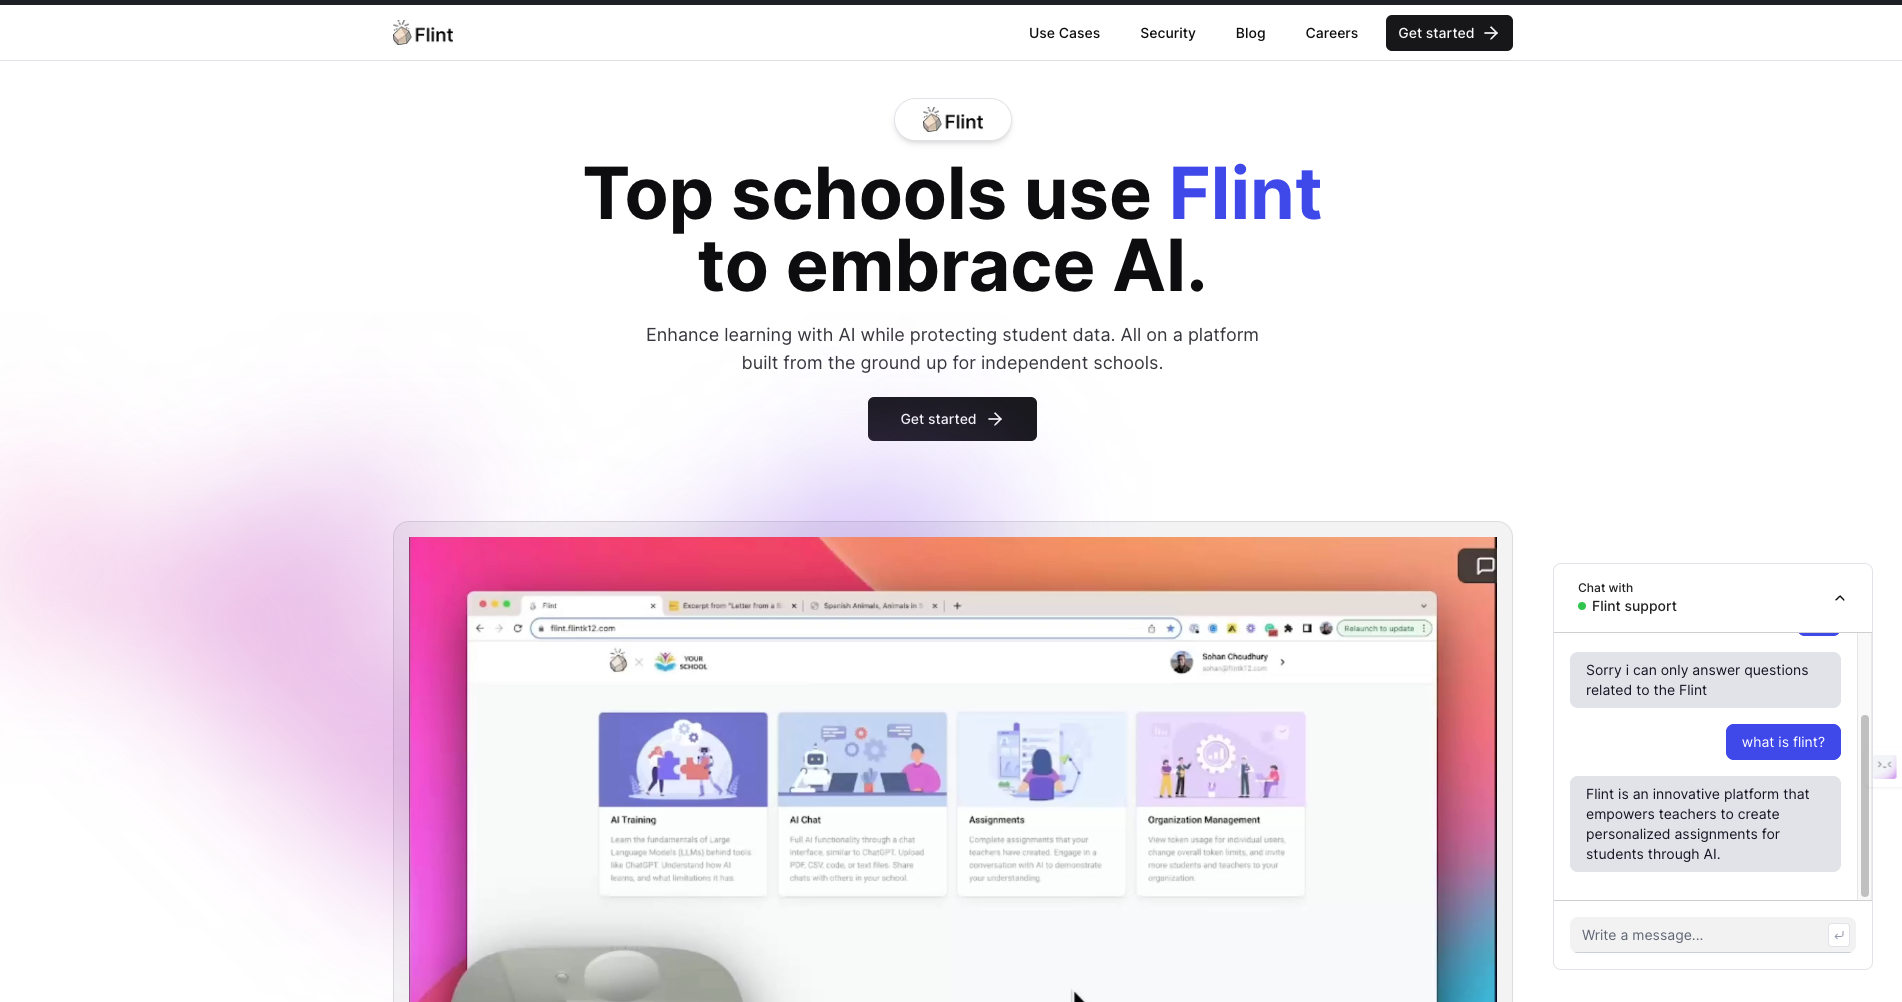 Flint
Use Cases
Security
Blog
Careers
Get started
Flint
Top schools use Flint
to embrace AI.
Enhance learning with AI while protecting student data. All on a platform
built from the ground up for independent schools.
Get started
Flint
Excerpt from "Letter from a
Spanish Animals, Animals in
flint.flintk12.com
Relaunch to update
YOUR
SCHOOL
Sohan Choudhury
sohan@flintk12.com
AI Training
Learn the fundamentals of Large
Language Models (LLMs) behind tools
like ChatGPT. Understand how AI
learns, and what limitations it has.
AI Chat
Full AI functionality through a chat
interface, similar to ChatGPT. Upload
PDF, CSV, code, or text files. Share
chats with others in your school.
Assignments
Complete assignments that your
teachers have created. Engage in a
conversation with AI to demonstrate
your understanding.
Organization Management
View token usage for individual users,
change overall token limits, and invite
more students and teachers to your
organization.
Chat with
Flint support
Sorry i can only answer questions
related to the Flint
what is flint?
Flint is an innovative platform that
empowers teachers to create
personalized assignments for
students through AI.
Write a message...